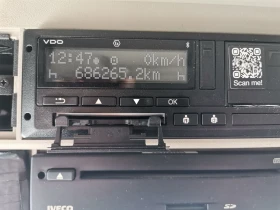 VDO
12:47 0km/h
h 686265.2km h
OK
1 2
Scan me!
IVECO